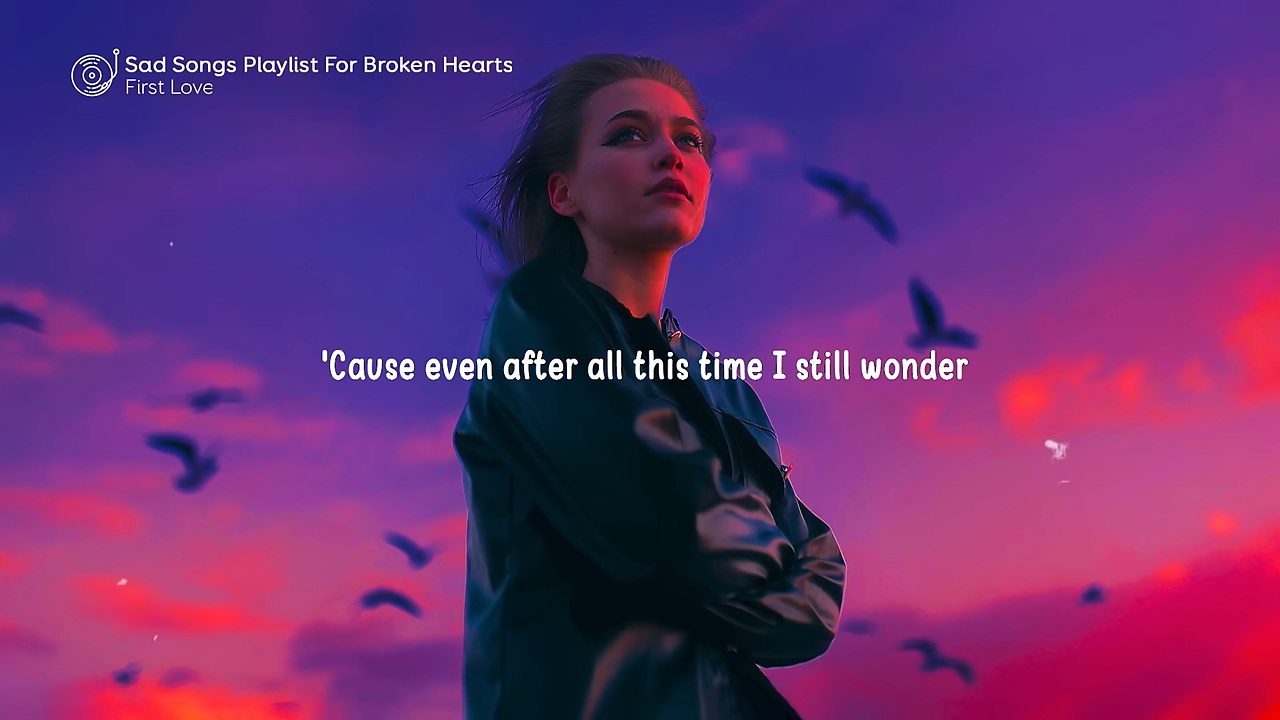 Sad Songs Playlist For Broken Hearts
First Love
'Cause even after all this time I still wonder